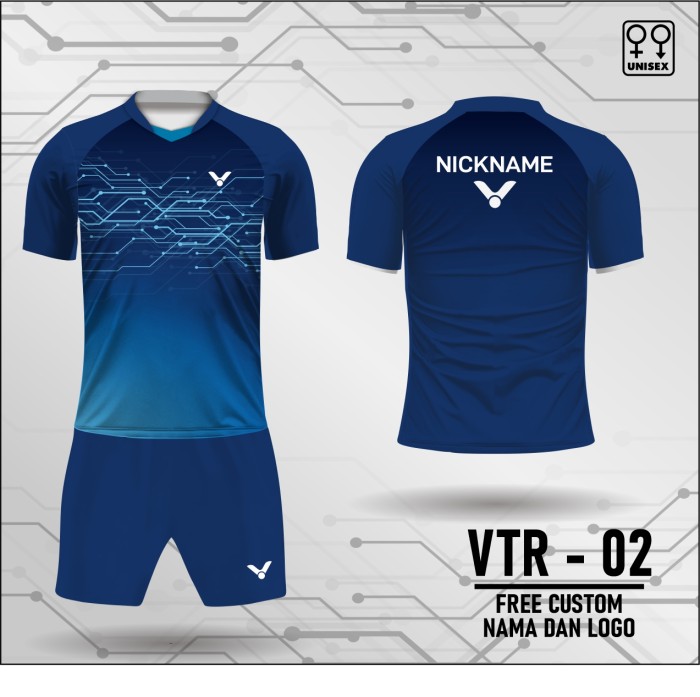 UNISEX
NICKNAME
VTR - 02
FREE CUSTOM
NAMA DAN LOGO